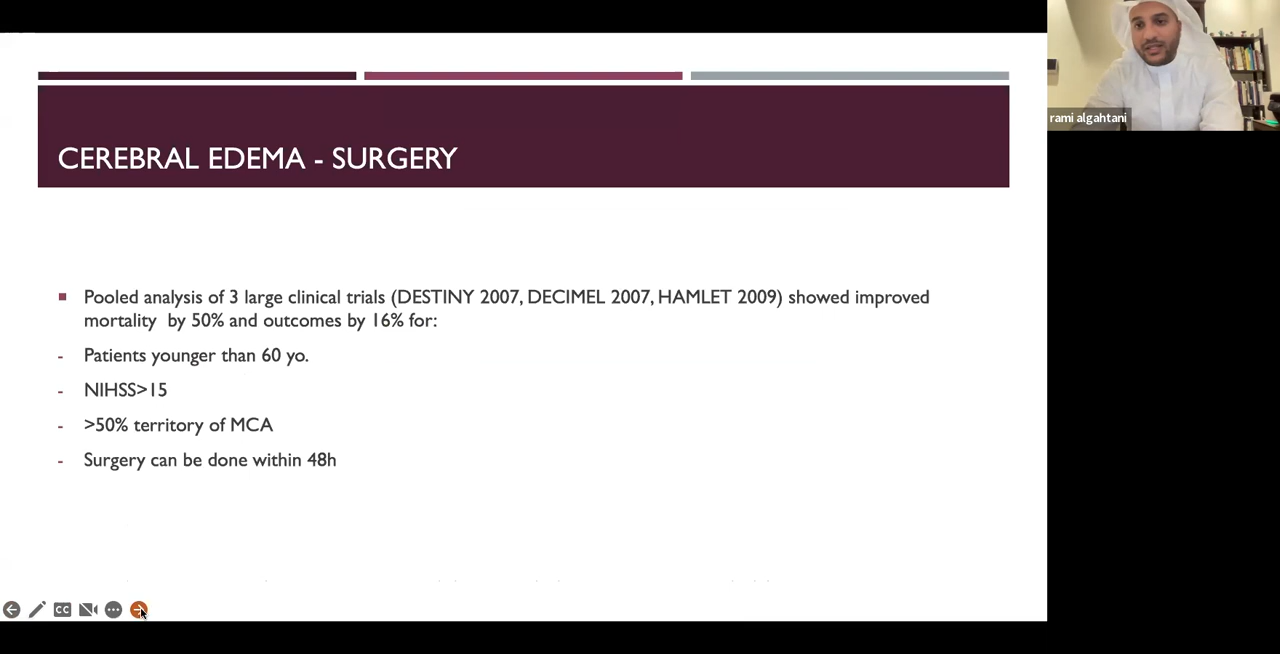 CEREBRAL EDEMA - SURGERY
Pooled analysis of 3 large clinical trials (DESTINY 2007, DECIMEL 2007, HAMLET 2009) showed improved
mortality by 50% and outcomes by 16% for:
- Patients younger than 60 yo.
- NIHSS>15
- >50% territory of MCA
- Surgery can be done within 48h
rami algahtani
CC